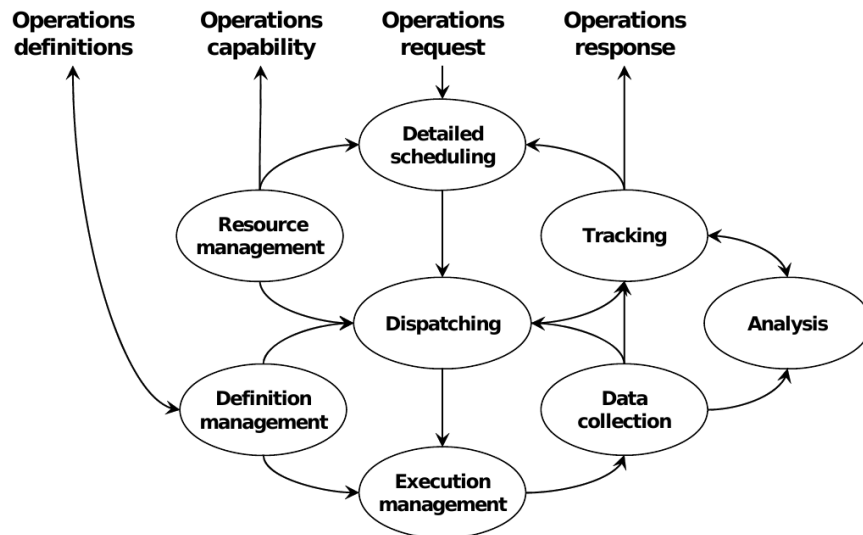 Operations
definitions
Operations
capability
Operations
request
Operations
response
Detailed
scheduling
Resource
management
Tracking
Dispatching
Analysis
Definition
management
Data
collection
Execution
management